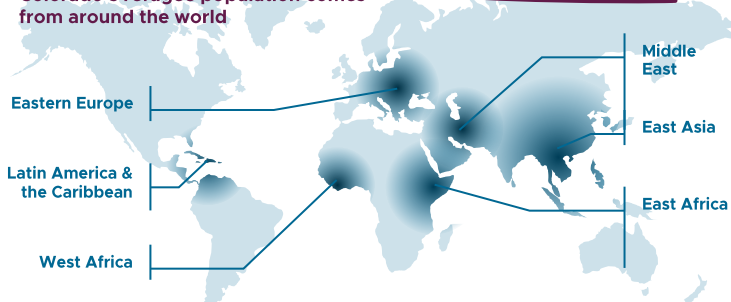 from around the world
Middle
East
Eastern Europe
East Asia
Latin America &
the Caribbean
East Africa
West Africa